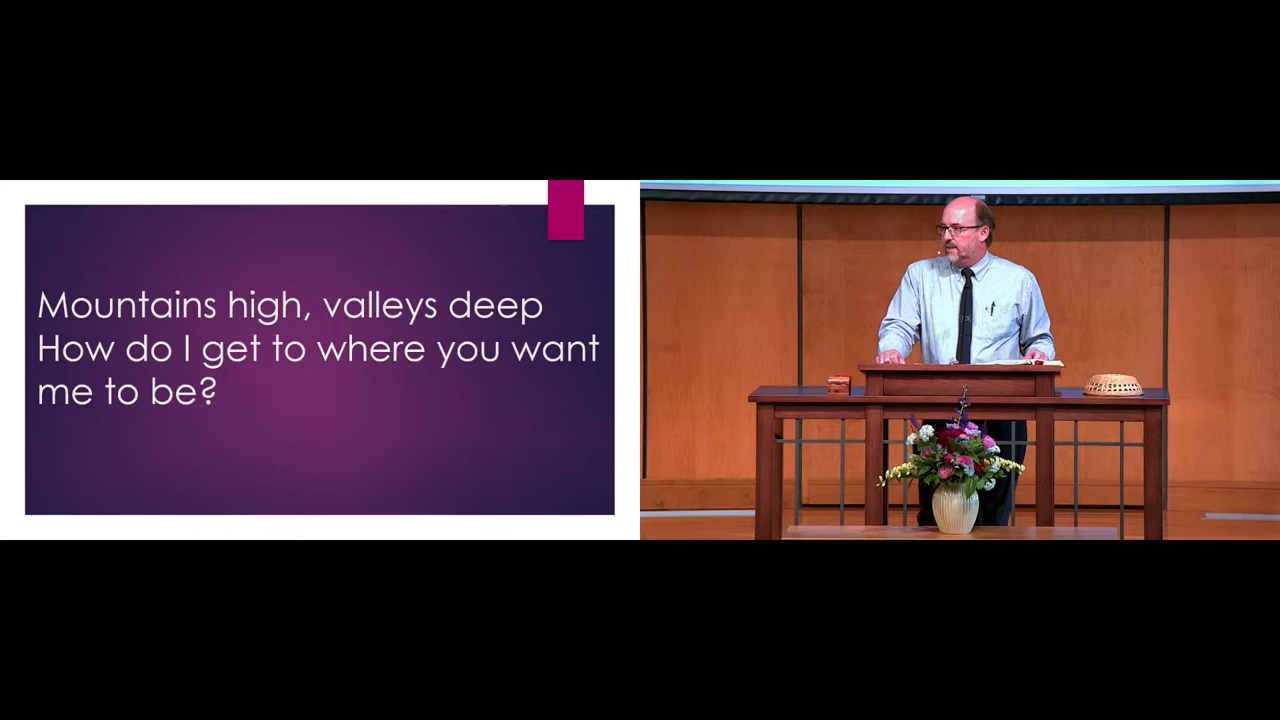 Mountains high, valleys deep
How do I get to where you want
me to be?